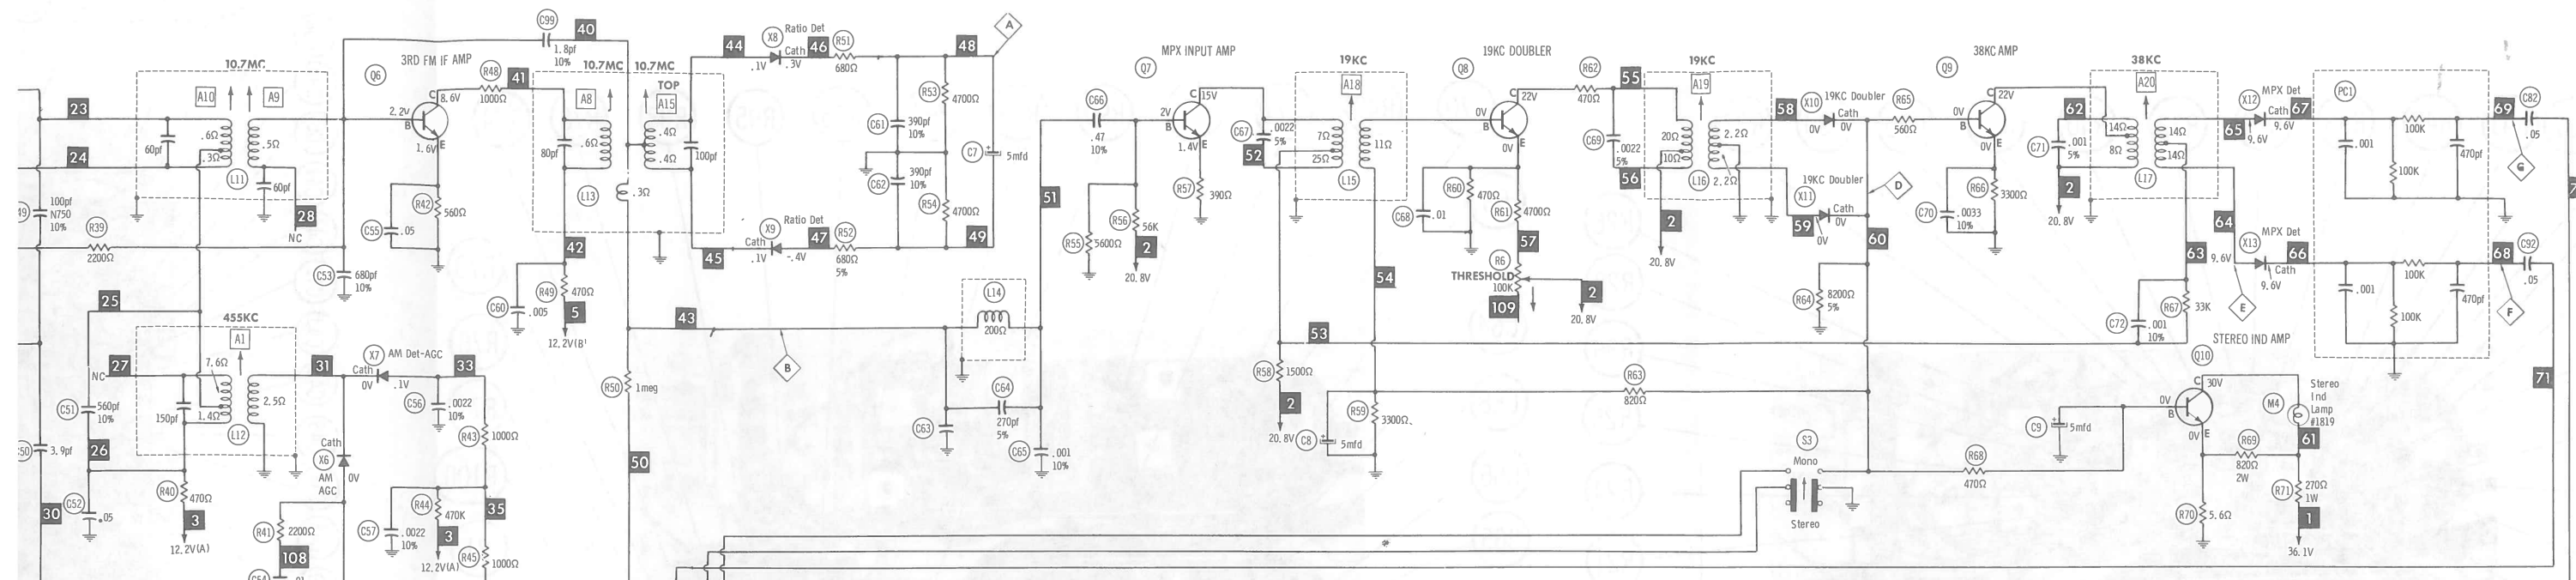 23
24
60pf
10.7MC
A10
A9
.6Ω
.3Ω
.5Ω
L11
60pf
28
NC
49
100pf
N750
10%
R39
2200Ω
25
455KC
A1
27
NC
7.6Ω
1.4Ω
2.5Ω
150pf
L12
C51
560pf
10%
26
50
3.9pf
C52
.05
30
R40
470Ω
3
12.2V(A)
31
X7
AM Det-AGC
Cath
0V
.1V
33
C56
.0022
10%
R43
1000Ω
Cath
X6
AM
AGC
0V
R41
2200Ω
108
C54
.01
C57
.0022
10%
R44
470K
3
12.2V(A)
35
R45
1000Ω
C53
680pf
10%
3RD FM IF AMP
Q6
2.2V
B
C
8.6V
1.6V
E
R48
1000Ω
41
C55
.05
R42
560Ω
C99
1.8pf
10%
40
10.7MC
10.7MC
TOP
A8
A15
80pf
.6Ω
.4Ω
.4Ω
100pf
L13
.3Ω
42
C60
.005
R49
470Ω
5
12.2V(B)
43
R50
1meg
50
44
X8
Ratio Det
Cath
.1V
.3V
46
R51
680Ω
48
A
C61
390pf
10%
R53
4700Ω
C7
5mfd
C62
390pf
10%
R54
4700Ω
45
X9
Ratio Det
Cath
.1V
-.4V
47
R52
680Ω
5%
49
B
L14
200Ω
C63
C64
270pf
5%
C65
.001
10%
51
MPX INPUT AMP
C66
.47
10%
Q7
2V
B
C
15V
1.4V
E
R55
5600Ω
R56
56K
2
20.8V
R57
390Ω
C67
.0022
5%
52
19KC
A18
7Ω
25Ω
11Ω
L15
53
54
R58
1500Ω
2
20.8V
C8
5mfd
R59
3300Ω
R63
820Ω
19KC DOUBLER
Q8
0V
B
C
22V
0V
E
C68
.01
R60
470Ω
R61
4700Ω
57
R6
THRESHOLD
100K
109
2
20.8V
R62
470Ω
55
C69
.0022
5%
56
19KC
A19
20Ω
10Ω
2.2Ω
2.2Ω
L16
2
20.8V
58
X10
19KC Doubler
Cath
0V
0V
19KC Doubler
X11
Cath
0V
59
0V
D
60
R64
8200Ω
5%
R65
560Ω
S3
Mono
Stereo
38KC AMP
Q9
0V
B
C
22V
0V
E
C70
.0033
10%
R66
3300Ω
62
C71
.001
5%
2
20.8V
38KC
A20
14Ω
8Ω
14Ω
14Ω
L17
63
64
65
X12
MPX Det
Cath
9.6V
9.6V
67
9.6V
X13
MPX Det
Cath
9.6V
66
E
C72
.001
10%
R67
33K
STEREO IND AMP
Q10
C
30V
0V
B
0V
E
C9
5mfd
R68
470Ω
R69
820Ω
2W
R70
5.6Ω
M4
Stereo
Ind
Lamp
#1819
61
R71
270Ω
1W
1
36.1V
PC1
.001
100K
100K
470pf
.001
100K
100K
470pf
69
C82
.05
G
68
C92
.05
F
71